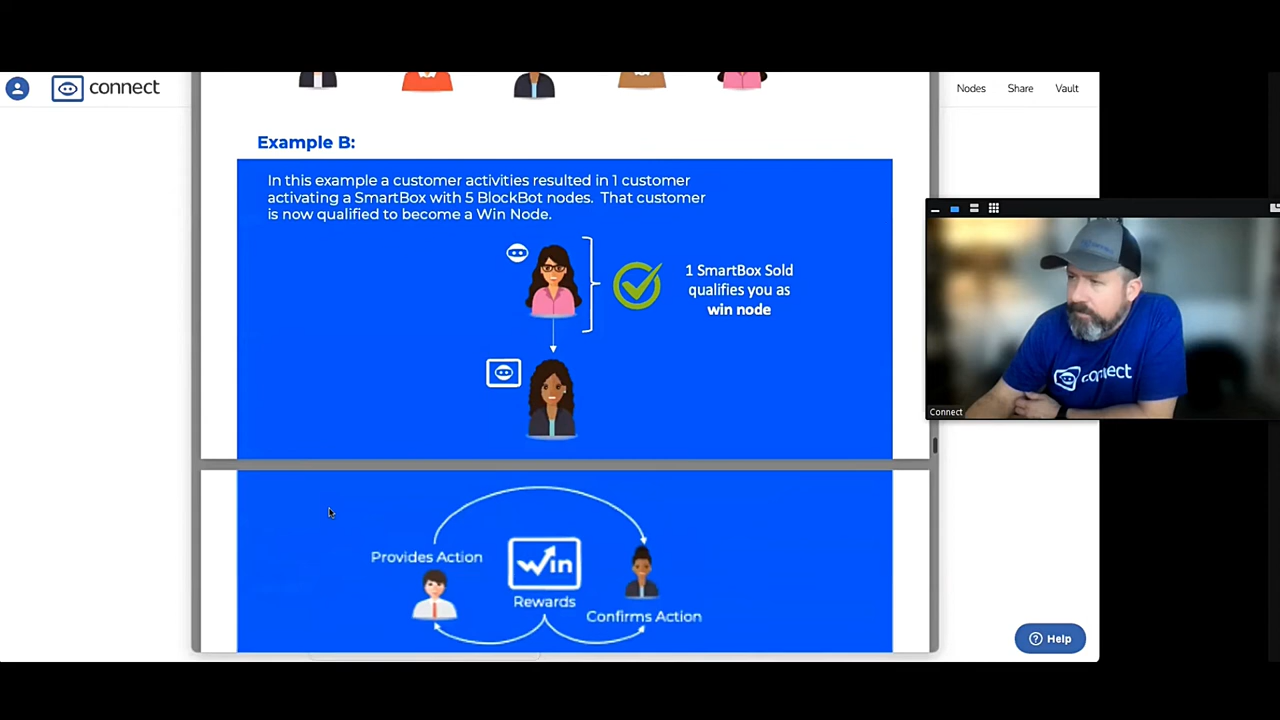 connect
Nodes Share Vault
Example B:
In this example a customer activities resulted in 1 customer
activating a SmartBox with 5 BlockBot nodes. That customer
is now qualified to become a Win Node.
1 SmartBox Sold
qualifies you as
win node
connect
Connect
Provides Action
Win
Rewards
Confirms Action
Help